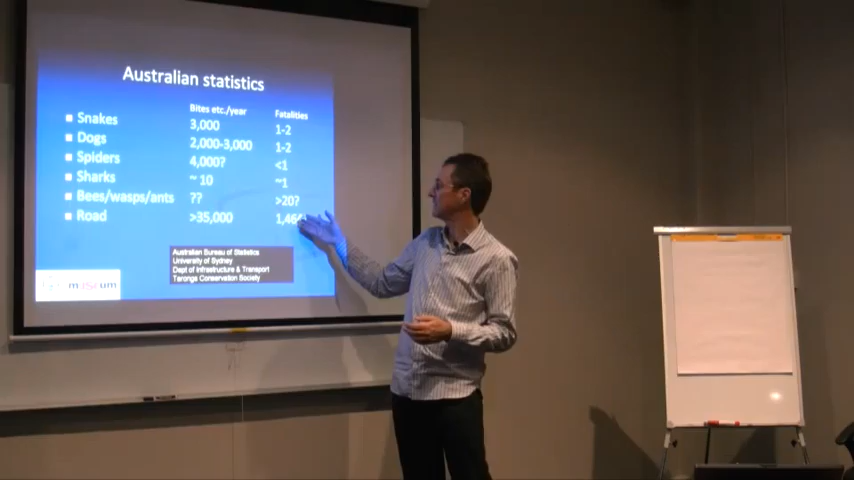 Australian statistics
Bites etc./year Fatalities
Snakes 3,000 1-2
Dogs 2,000-3,000 1-2
Spiders 4,000? <1
Sharks ~ 10 ~1
Bees/wasps/ants ?? >20?
Road >35,000
Australian Bureau of Statistics
University of Sydney
Dept of Infrastructure & Transport
Taronga Conservation Society